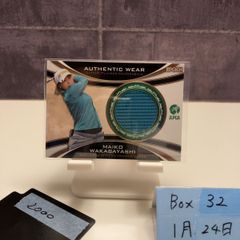 AUTHENTIC WEAR
JLPGA
MAIKO
WAKABAYASHI
2000
Box 32
1月24日